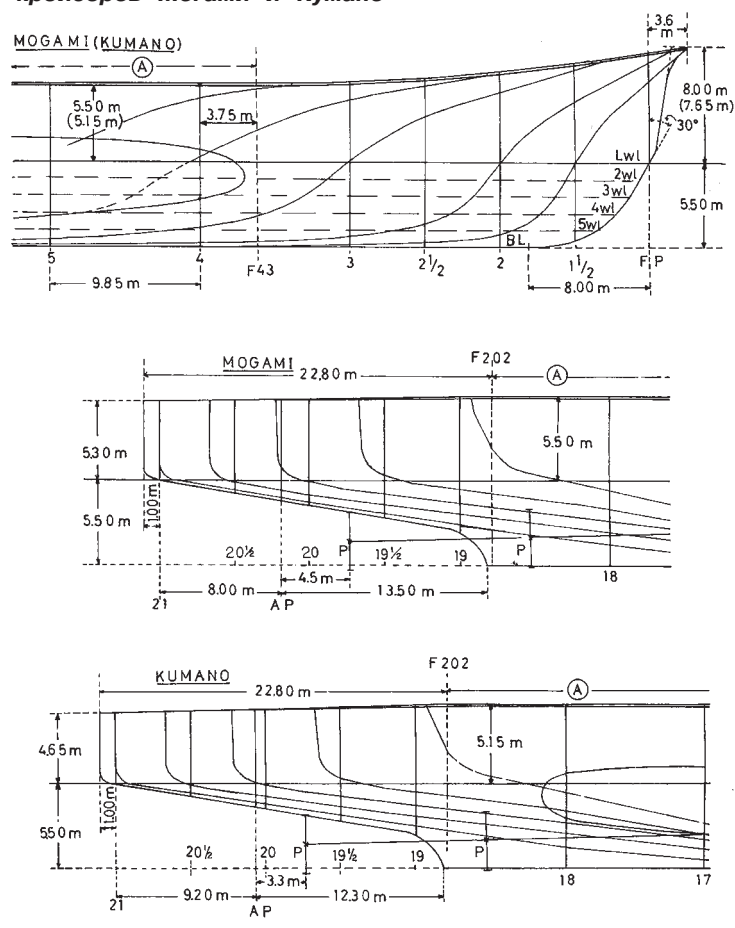 MOGAMI (KUMANO)
A
3.6 m
5.50 m (5.15 m)
3.75 m
8.00 m (7.65 m)
30°
Lwl
2wl
3wl
4wl
5wl
BL
5.50 m
5 4 F43 3 2½ 2 1½ F P
9.85 m
8.00 m
MOGAMI
22.80 m
F202
A
5.30 m
5.50 m
5.50 m
1.00 m
20½ 20 P 19½ 19 P
18
4.5 m
8.00 m
13.50 m
21 AP
KUMANO
22.80 m
F202
A
4.65 m
5.15 m
5.50 m
1.00 m
20½ 20 P 19½ 19 P
18 17
3.3 m
9.20 m
12.30 m
21 AP